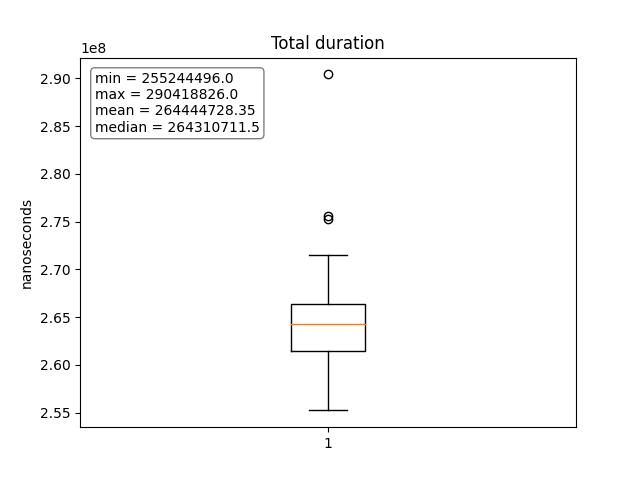 Total duration
1e8
min = 255244496.0
max = 290418826.0
mean = 264444728.35
median = 264310711.5
nanoseconds
2.90
2.85
2.80
2.75
2.70
2.65
2.60
2.55
1